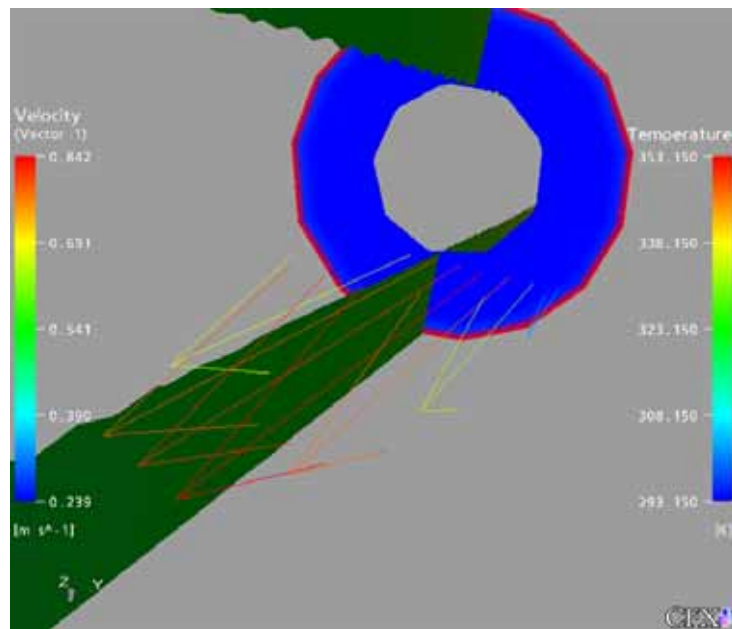 Velocity
(Vector 1)
0.842
0.691
0.541
0.390
0.239
[m s^-1]
Temperature
353.150
338.150
323.150
308.150
293.150
[K]
Z
Y
CFX